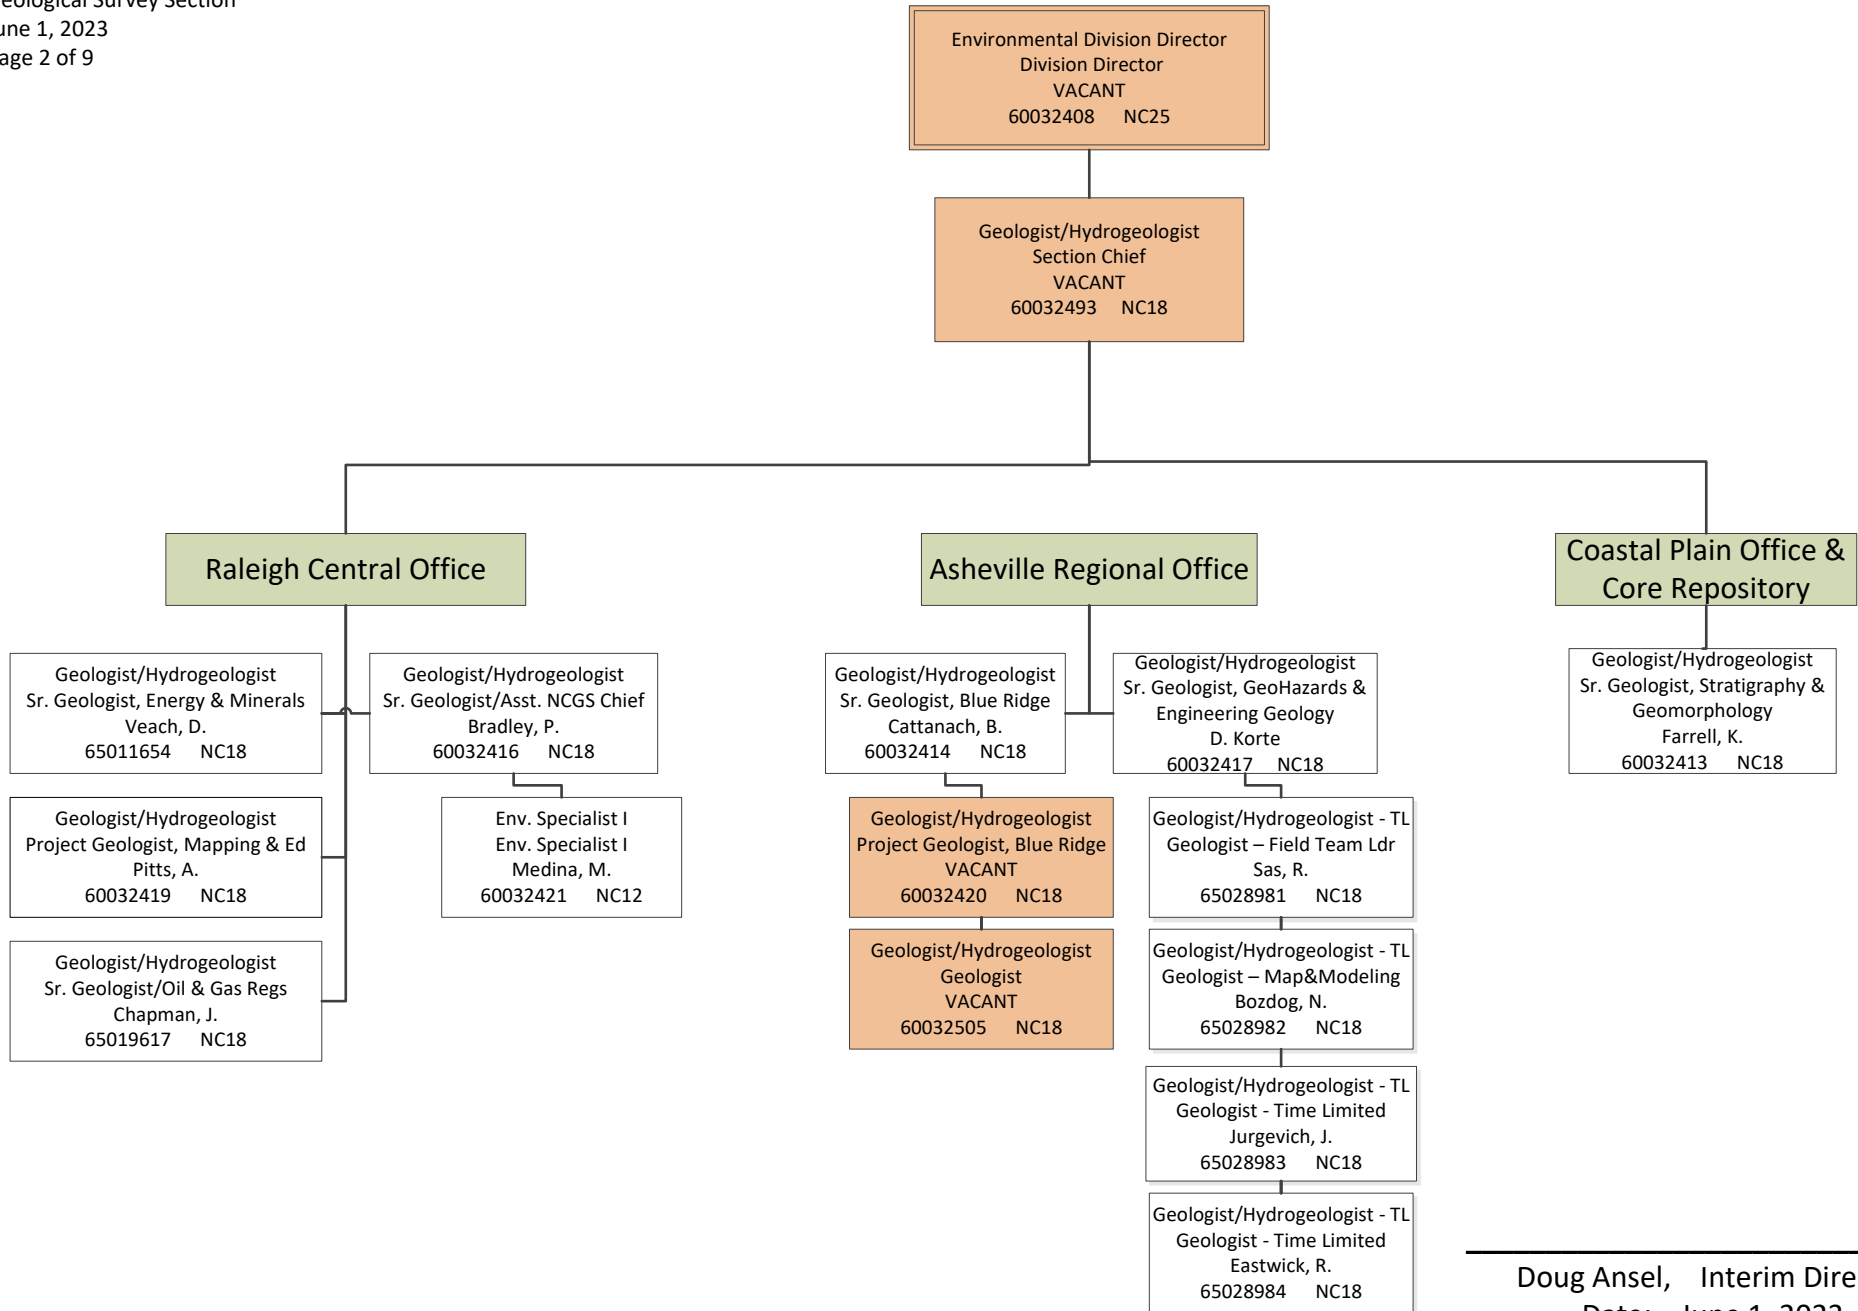 eological Survey Section
une 1, 2023
age 2 of 9
Environmental Division Director
Division Director
VACANT
60032408 NC25
Geologist/Hydrogeologist
Section Chief
VACANT
60032493 NC18
Raleigh Central Office
Asheville Regional Office
Coastal Plain Office &
Core Repository
Geologist/Hydrogeologist
Sr. Geologist, Energy & Minerals
Veach, D.
65011654 NC18
Geologist/Hydrogeologist
Sr. Geologist/Asst. NCGS Chief
Bradley, P.
60032416 NC18
Geologist/Hydrogeologist
Project Geologist, Mapping & Ed
Pitts, A.
60032419 NC18
Env. Specialist I
Env. Specialist I
Medina, M.
60032421 NC12
Geologist/Hydrogeologist
Sr. Geologist/Oil & Gas Regs
Chapman, J.
65019617 NC18
Geologist/Hydrogeologist
Sr. Geologist, Blue Ridge
Cattanach, B.
60032414 NC18
Geologist/Hydrogeologist
Project Geologist, Blue Ridge
VACANT
60032420 NC18
Geologist/Hydrogeologist
Geologist
VACANT
60032505 NC18
Geologist/Hydrogeologist
Sr. Geologist, GeoHazards &
Engineering Geology
D. Korte
60032417 NC18
Geologist/Hydrogeologist - TL
Geologist – Field Team Ldr
Sas, R.
65028981 NC18
Geologist/Hydrogeologist - TL
Geologist – Map&Modeling
Bozdog, N.
65028982 NC18
Geologist/Hydrogeologist - TL
Geologist - Time Limited
Jurgevich, J.
65028983 NC18
Geologist/Hydrogeologist - TL
Geologist - Time Limited
Eastwick, R.
65028984 NC18
Geologist/Hydrogeologist
Sr. Geologist, Stratigraphy &
Geomorphology
Farrell, K.
60032413 NC18
Doug Ansel, Interim Dire
Date: June 1, 2023